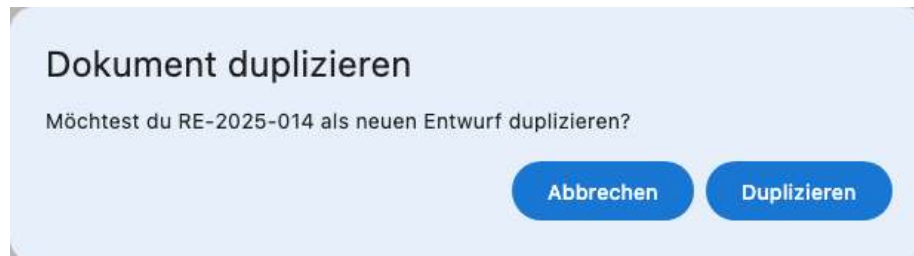 Dokument duplizieren
Möchtest du RE-2025-014 als neuen Entwurf duplizieren?
Abbrechen Duplizieren